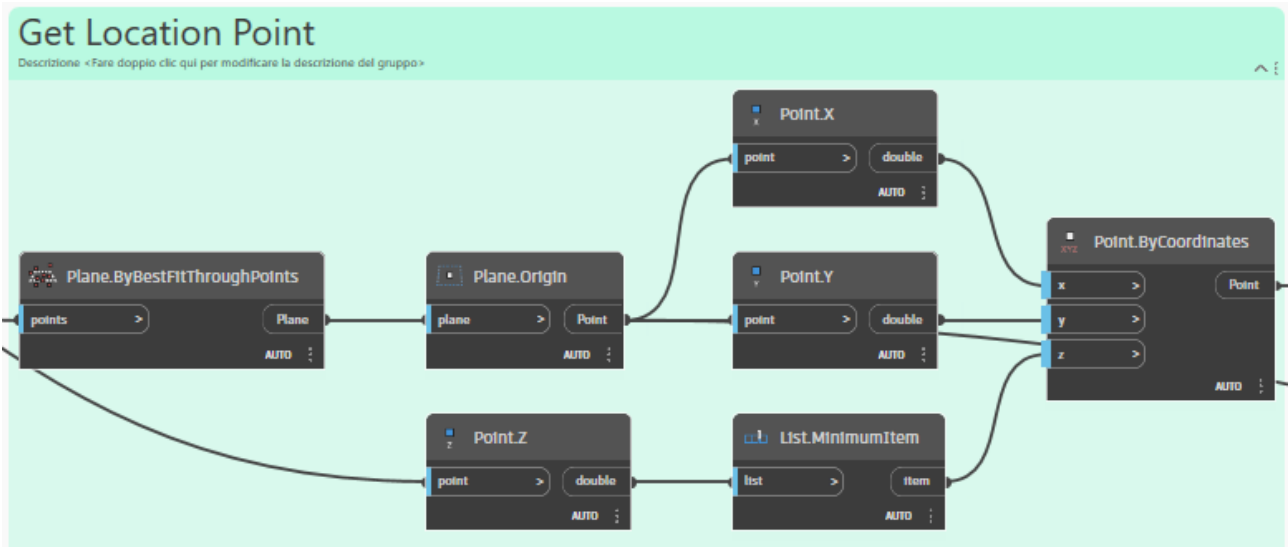 Get Location Point
Descrizione <Fare doppio clic qui per modificare la descrizione del gruppo>
Point.X
X
point > double
AUTO
Plane.ByBestFitThroughPoints
points > Plane
AUTO
Plane.Origin
plane > Point
AUTO
Point.Y
Y
point > double
AUTO
Point.ByCoordinates
XYZ
x > Point
y >
z >
AUTO
Point.Z
Z
point > double
AUTO
List.MinimumItem
list > item
AUTO